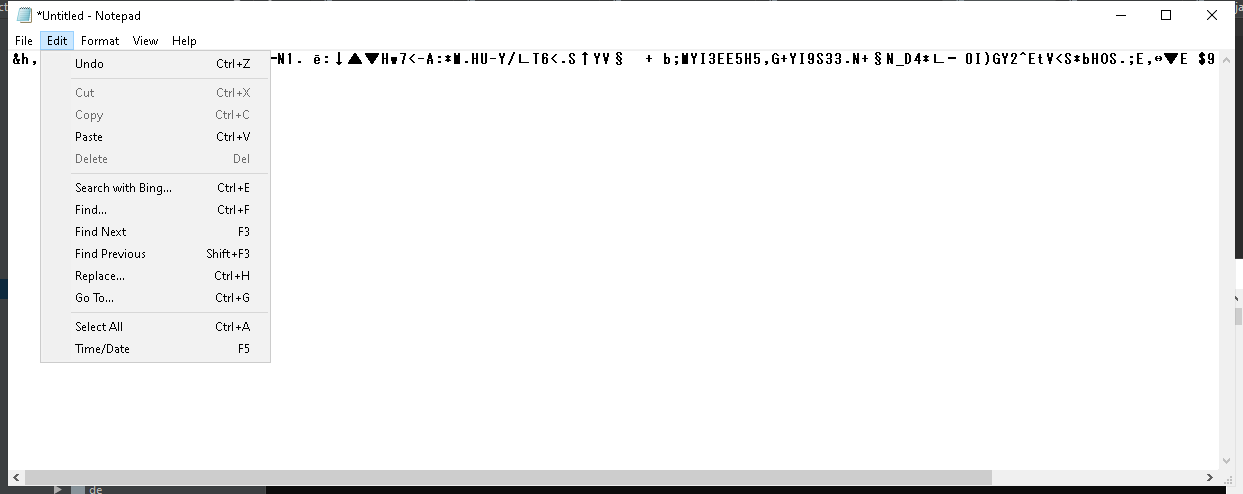 *Untitled - Notepad
File Edit Format View Help
&h,
-N1. ē:↓▲▼Hw7<-A:*M.HU-Y/∟T6<.S↑YV§ + b;MYI3EE5H5,G+YI9S33.N+§N_D4*∟- OI)GY2^EtV<S*bHOS.;E,↔▼E $9
Undo Ctrl+Z
Cut Ctrl+X
Copy Ctrl+C
Paste Ctrl+V
Delete Del
Search with Bing... Ctrl+E
Find... Ctrl+F
Find Next F3
Find Previous Shift+F3
Replace... Ctrl+H
Go To... Ctrl+G
Select All Ctrl+A
Time/Date F5
de